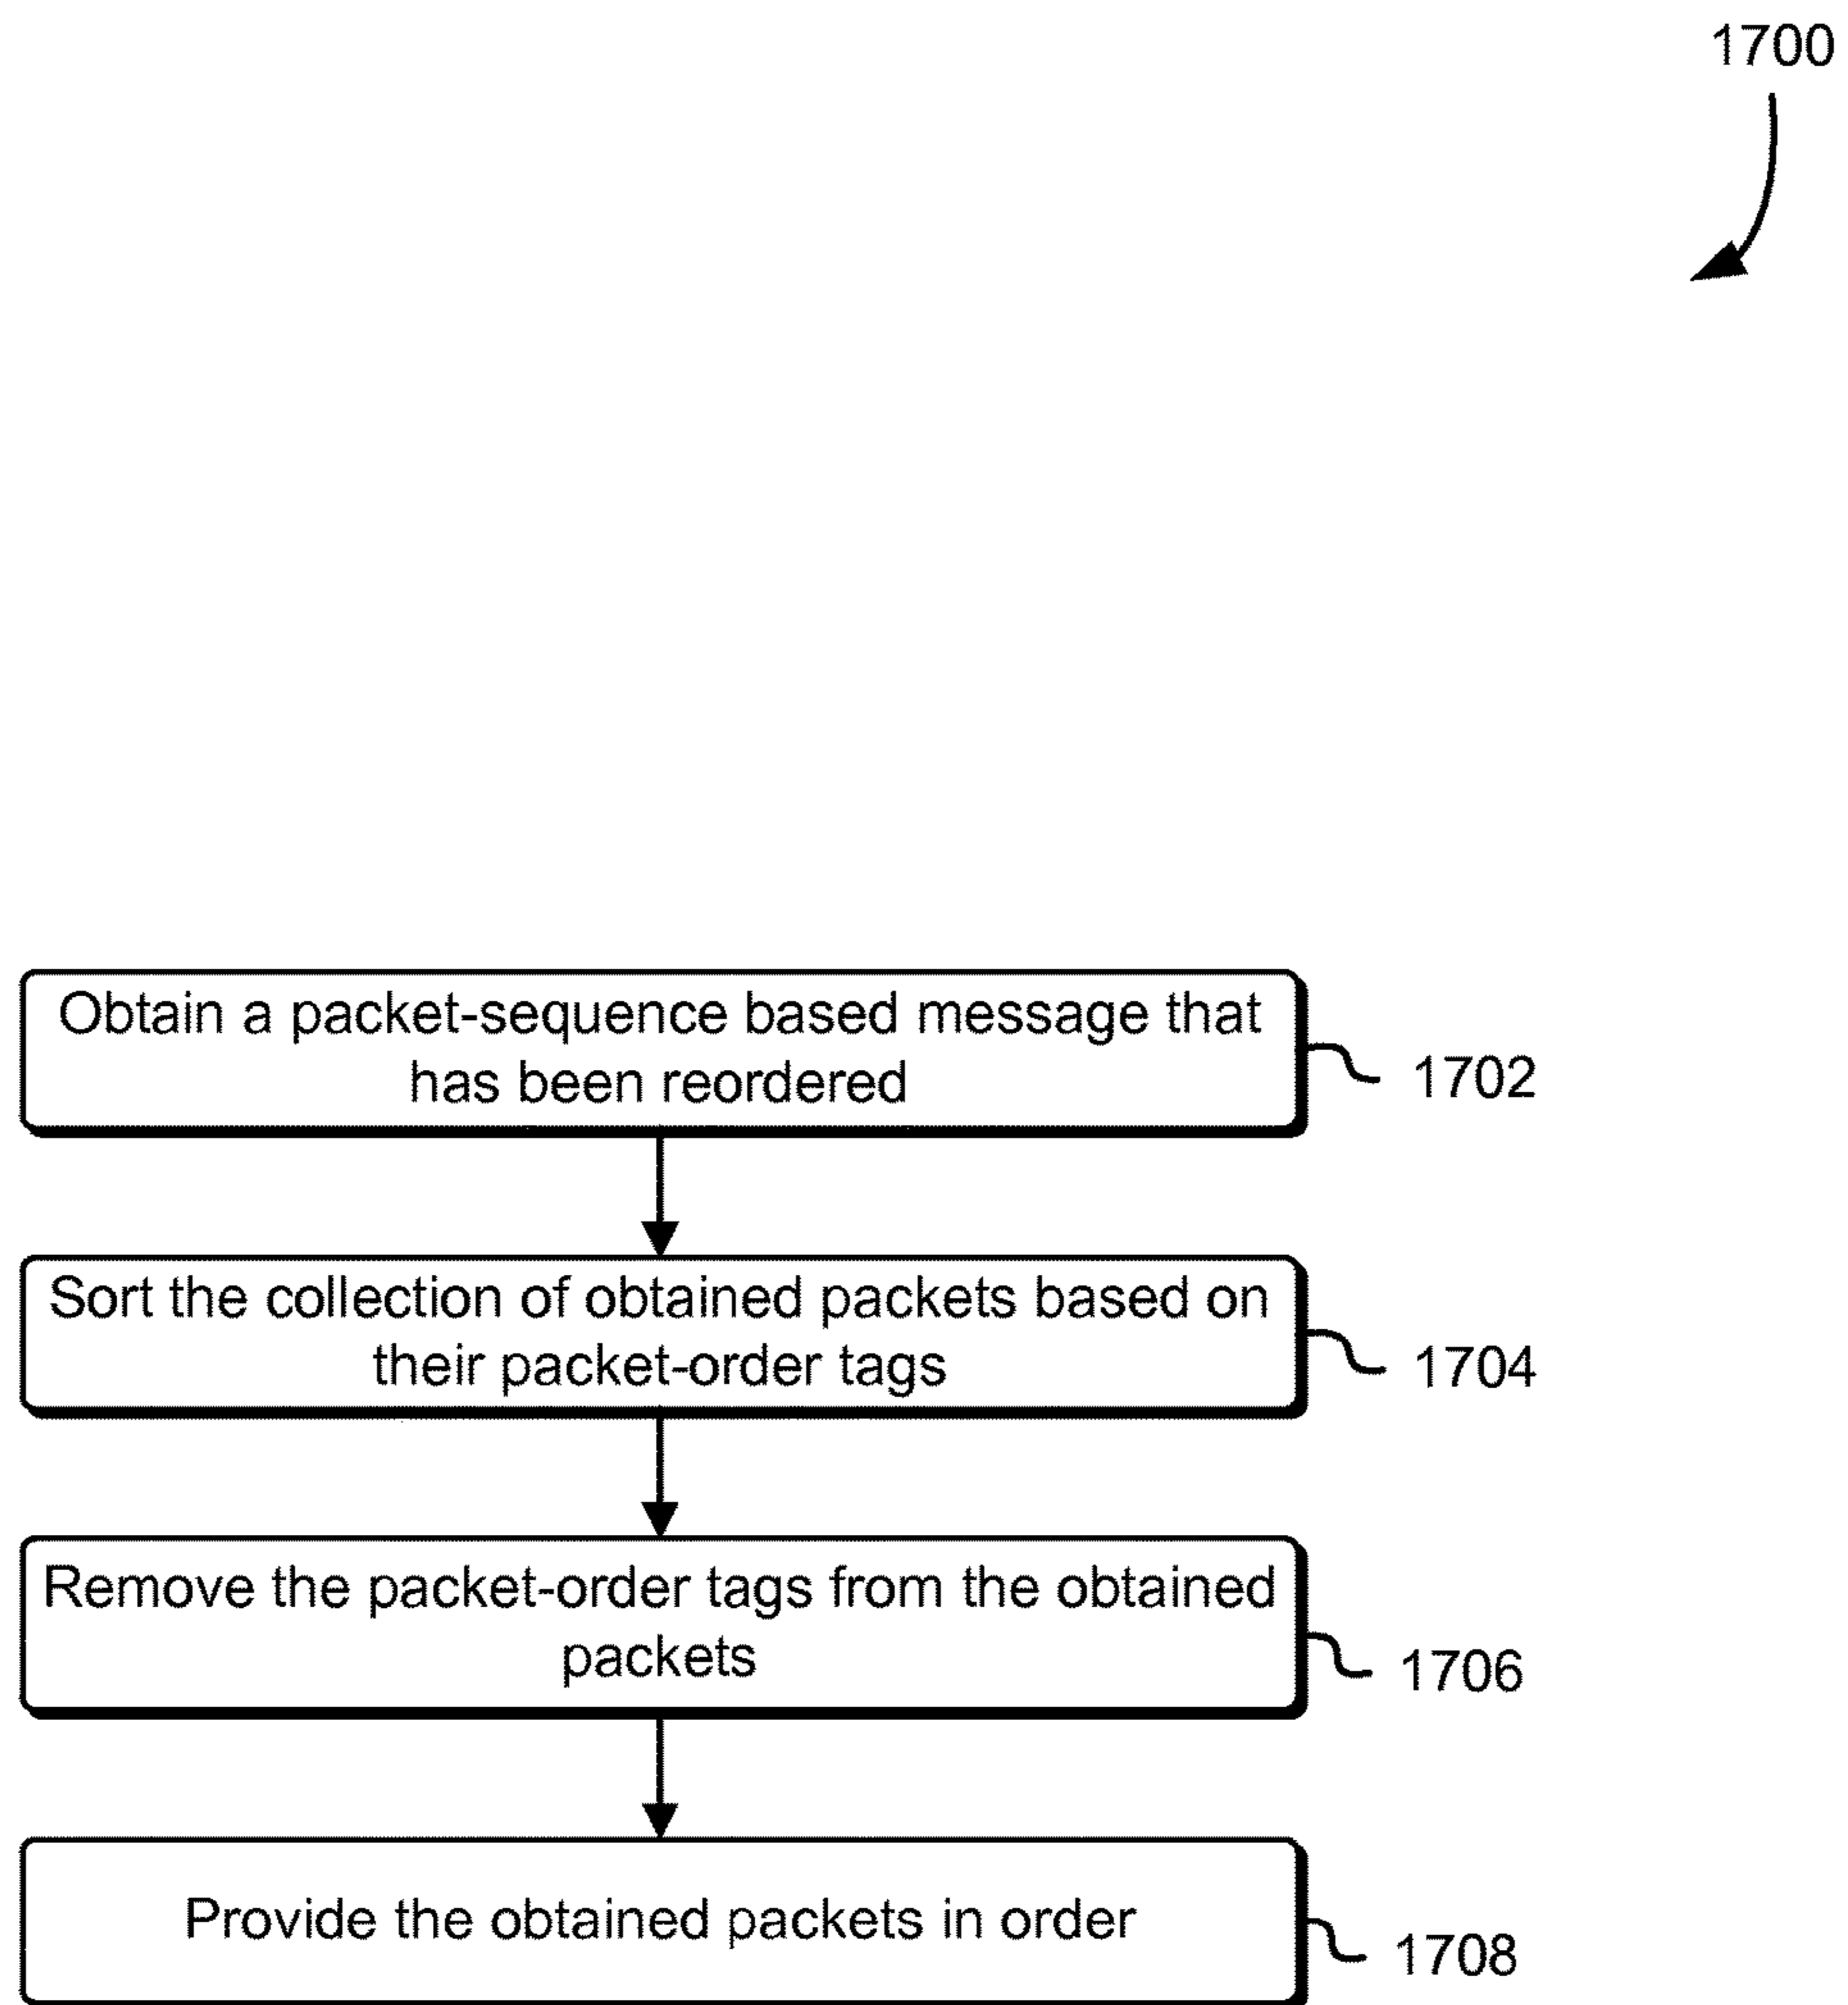 1700
Obtain a packet-sequence based message that
has been reordered
1702
Sort the collection of obtained packets based on
their packet-order tags
1704
Remove the packet-order tags from the obtained
packets
1706
Provide the obtained packets in order
1708